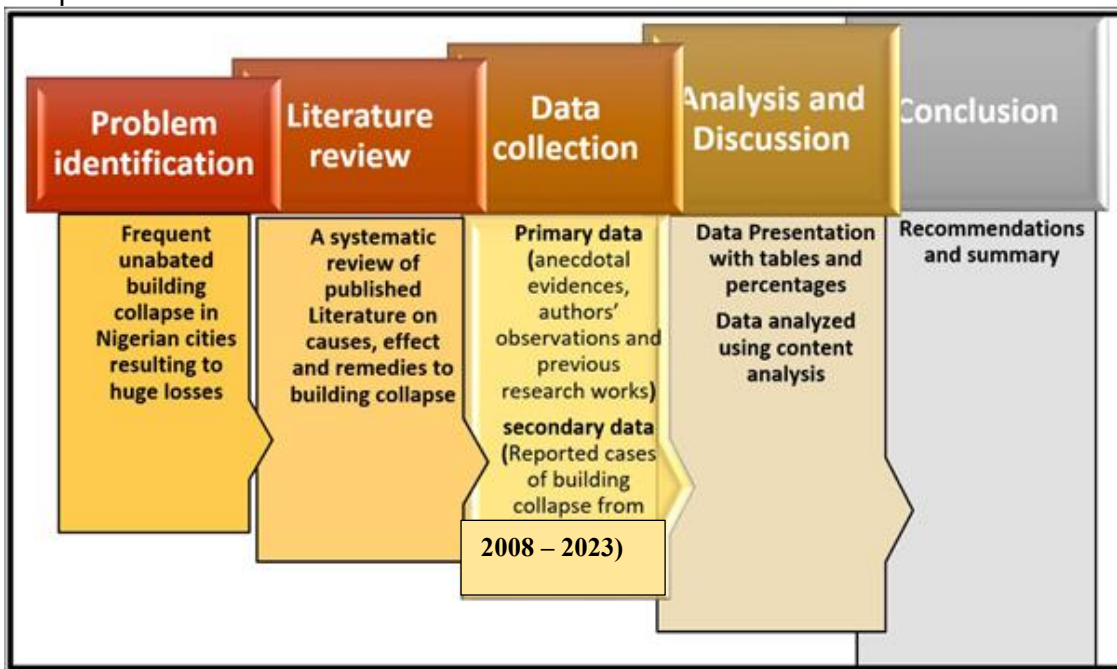 Problem
identification
Literature
review
Data
collection
Analysis and
Discussion
Conclusion
Frequent
unabated
building
collapse in
Nigerian cities
resulting to
huge losses
A systematic
review of
published
Literature on
causes, effect
and remedies to
building collapse
Primary data
(anecdotal
evidences,
authors'
observations and
previous
research works)
secondary data
(Reported cases
of building
collapse from
2008 – 2023)
Data Presentation
with tables and
percentages
Data analyzed
using content
analysis
Recommendations
and summary